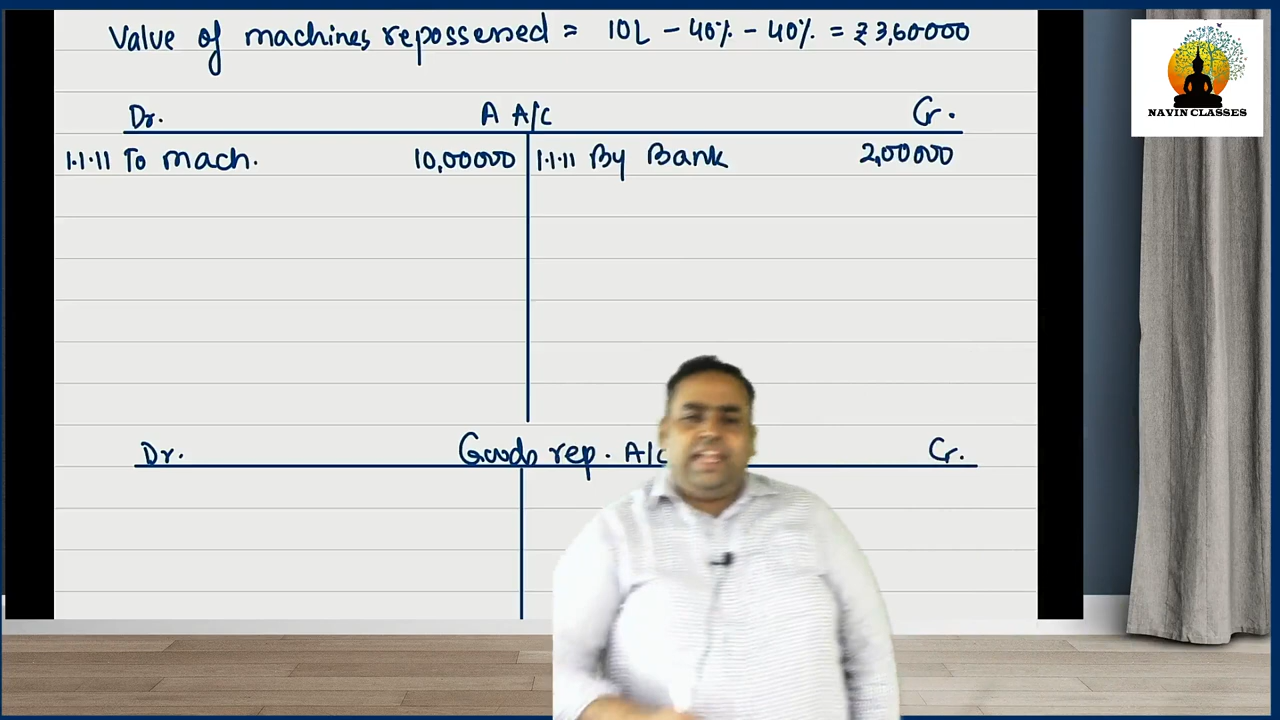 Value of machines repossessed = 10L - 40% - 40% = ₹3,60000
NAVIN CLASSES
Dr. A A/C Cr.
1.1.11 To mach. 10,00000 1.1.11 By Bank 2,00000
Dr. Goods rep. A/C Cr.